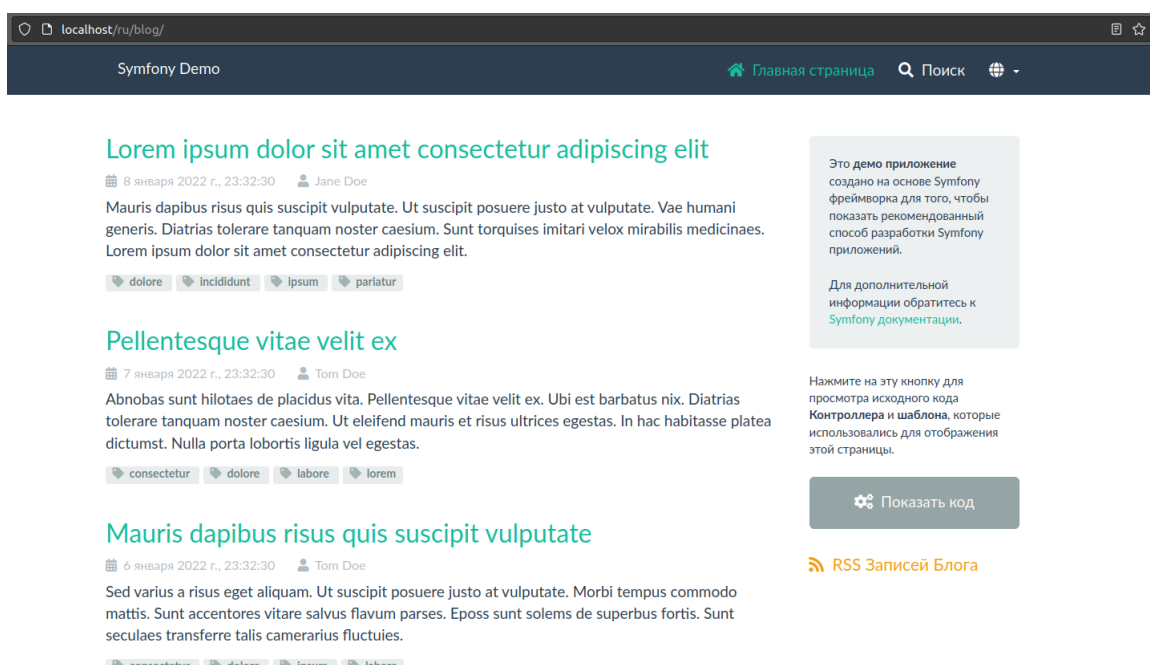 localhost/ru/blog/
Symfony Demo
Главная страница
Поиск
Lorem ipsum dolor sit amet consectetur adipiscing elit
8 января 2022 г., 23:32:30 Jane Doe
Mauris dapibus risus quis suscipit vulputate. Ut suscipit posuere justo at vulputate. Vae humani
generis. Diatrias tolerare tanquam noster caesium. Sunt torquises imitari velox mirabilis medicinaes.
Lorem ipsum dolor sit amet consectetur adipiscing elit.
dolore incididunt ipsum pariatur
Pellentesque vitae velit ex
7 января 2022 г., 23:32:30 Tom Doe
Abnobas sunt hilotaes de placidus vita. Pellentesque vitae velit ex. Ubi est barbatus nix. Diatrias
tolerare tanquam noster caesium. Ut eleifend mauris et risus ultrices egestas. In hac habitasse platea
dictumst. Nulla porta lobortis ligula vel egestas.
consectetur dolore labore lorem
Mauris dapibus risus quis suscipit vulputate
6 января 2022 г., 23:32:30 Tom Doe
Sed varius a risus eget aliquam. Ut suscipit posuere justo at vulputate. Morbi tempus commodo
mattis. Sunt accentores vitare salvus flavum parses. Eposs sunt solems de superbus fortis. Sunt
seculaes transferre talis camerarius fluctuies.
consectetur dolore ipsum labore
Это демо приложение
создано на основе Symfony
фреймворка для того, чтобы
показать рекомендованный
способ разработки Symfony
приложений.
Для дополнительной
информации обратитесь к
Symfony документации.
Нажмите на эту кнопку для
просмотра исходного кода
Контроллера и шаблона, которые
использовались для отображения
этой страницы.
Показать код
RSS Записей Блога